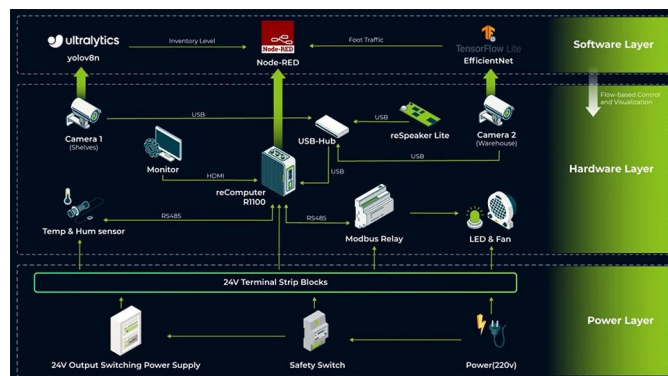 ultralytics
yolov8n
Inventory Level
Node-RED
Node-RED
Foot Traffic
TensorFlow Lite
EfficientNet
Software Layer
Flow-based Control
and Visualization
Camera 1
(Shelves)
USB
USB-Hub
USB
reSpeaker Lite
Camera 2
(Warehouse)
USB
Hardware Layer
Monitor
HDMI
reComputer
R1100
USB
Temp & Hum sensor
RS485
RS485
Modbus Relay
LED & Fan
24V Terminal Strip Blocks
24V Output Switching Power Supply
Safety Switch
Power(220v)
Power Layer